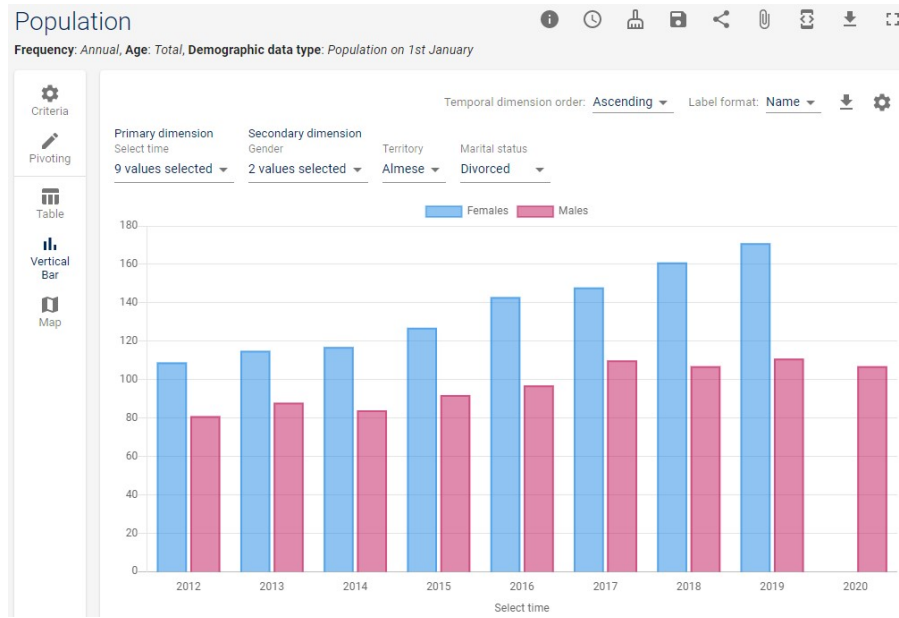 Population
Frequency: Annual, Age: Total, Demographic data type: Population on 1st January
Criteria
Pivoting
Table
Vertical
Bar
Map
Temporal dimension order: Ascending Label format: Name
Primary dimension Secondary dimension
Select time Gender Territory Marital status
9 values selected 2 values selected Almese Divorced
Females Males
180
160
140
120
100
80
60
40
20
0
2012 2013 2014 2015 2016 2017 2018 2019 2020
Select time